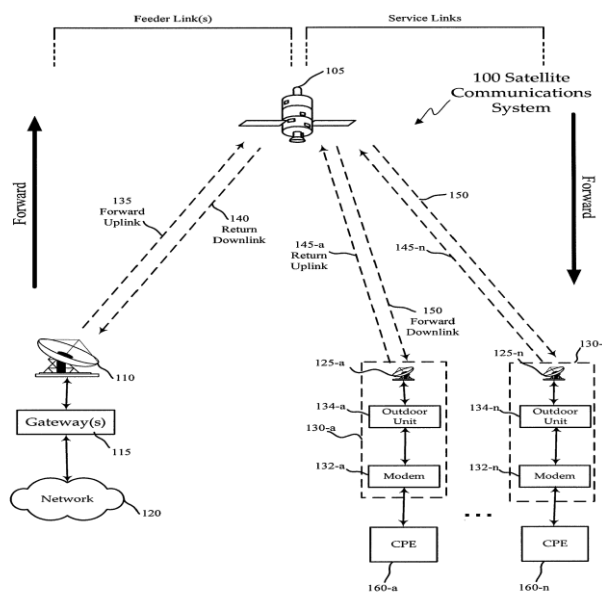 Feeder Link(s)
Service Links
105
100 Satellite
Communications
System
Forward
Forward
135
Forward
Uplink
140
Return
Downlink
150
145-a
Return
Uplink
145-n
150
Forward
Downlink
110
125-a
125-n
130-
Gateway(s)
115
134-a
Outdoor
Unit
134-n
Outdoor
Unit
130-a
132-a
Modem
132-n
Modem
Network
120
CPE
...
CPE
160-a
160-n